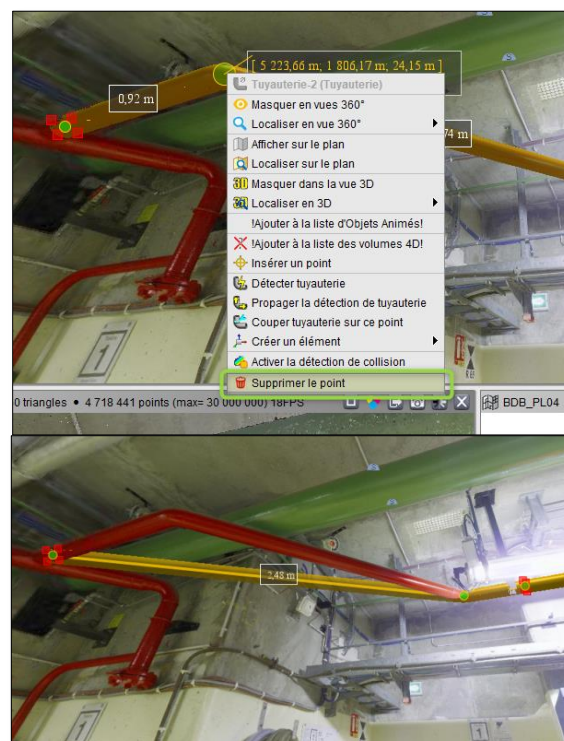 [ 5 223,66 m; 1 806,17 m; 24,15 m ]
Tuyauterie-2 (Tuyauterie)
0,92 m
74 m
Masquer en vues 360°
Localiser en vue 360°
Afficher sur le plan
Localiser sur le plan
Masquer dans la vue 3D
Localiser en 3D
!Ajouter à la liste d'Objets Animés!
!Ajouter à la liste des volumes 4D!
Insérer un point
Détecter tuyauterie
Propager la détection de tuyauterie
Couper tuyauterie sur ce point
Créer un élément
Activer la détection de collision
Supprimer le point
1
0 triangles • 4 718 441 points (max= 30 000 000) 18FPS
BDB_PL04
2,48 m
1
1